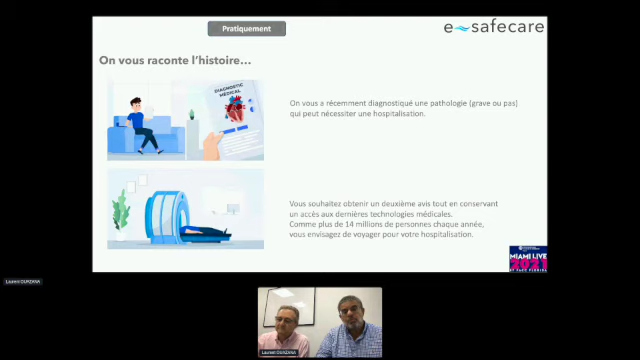 Pratiquement
e safecare
On vous raconte l'histoire...
DIAGNOSTIC
MÉDICAL
On vous a récemment diagnostiqué une pathologie (grave ou pas)
qui peut nécessiter une hospitalisation.
Vous souhaitez obtenir un deuxième avis tout en conservant
un accès aux dernières technologies médicales.
Comme plus de 14 millions de personnes chaque année,
vous envisagez de voyager pour votre hospitalisation.
MIAMI LIVE
2021